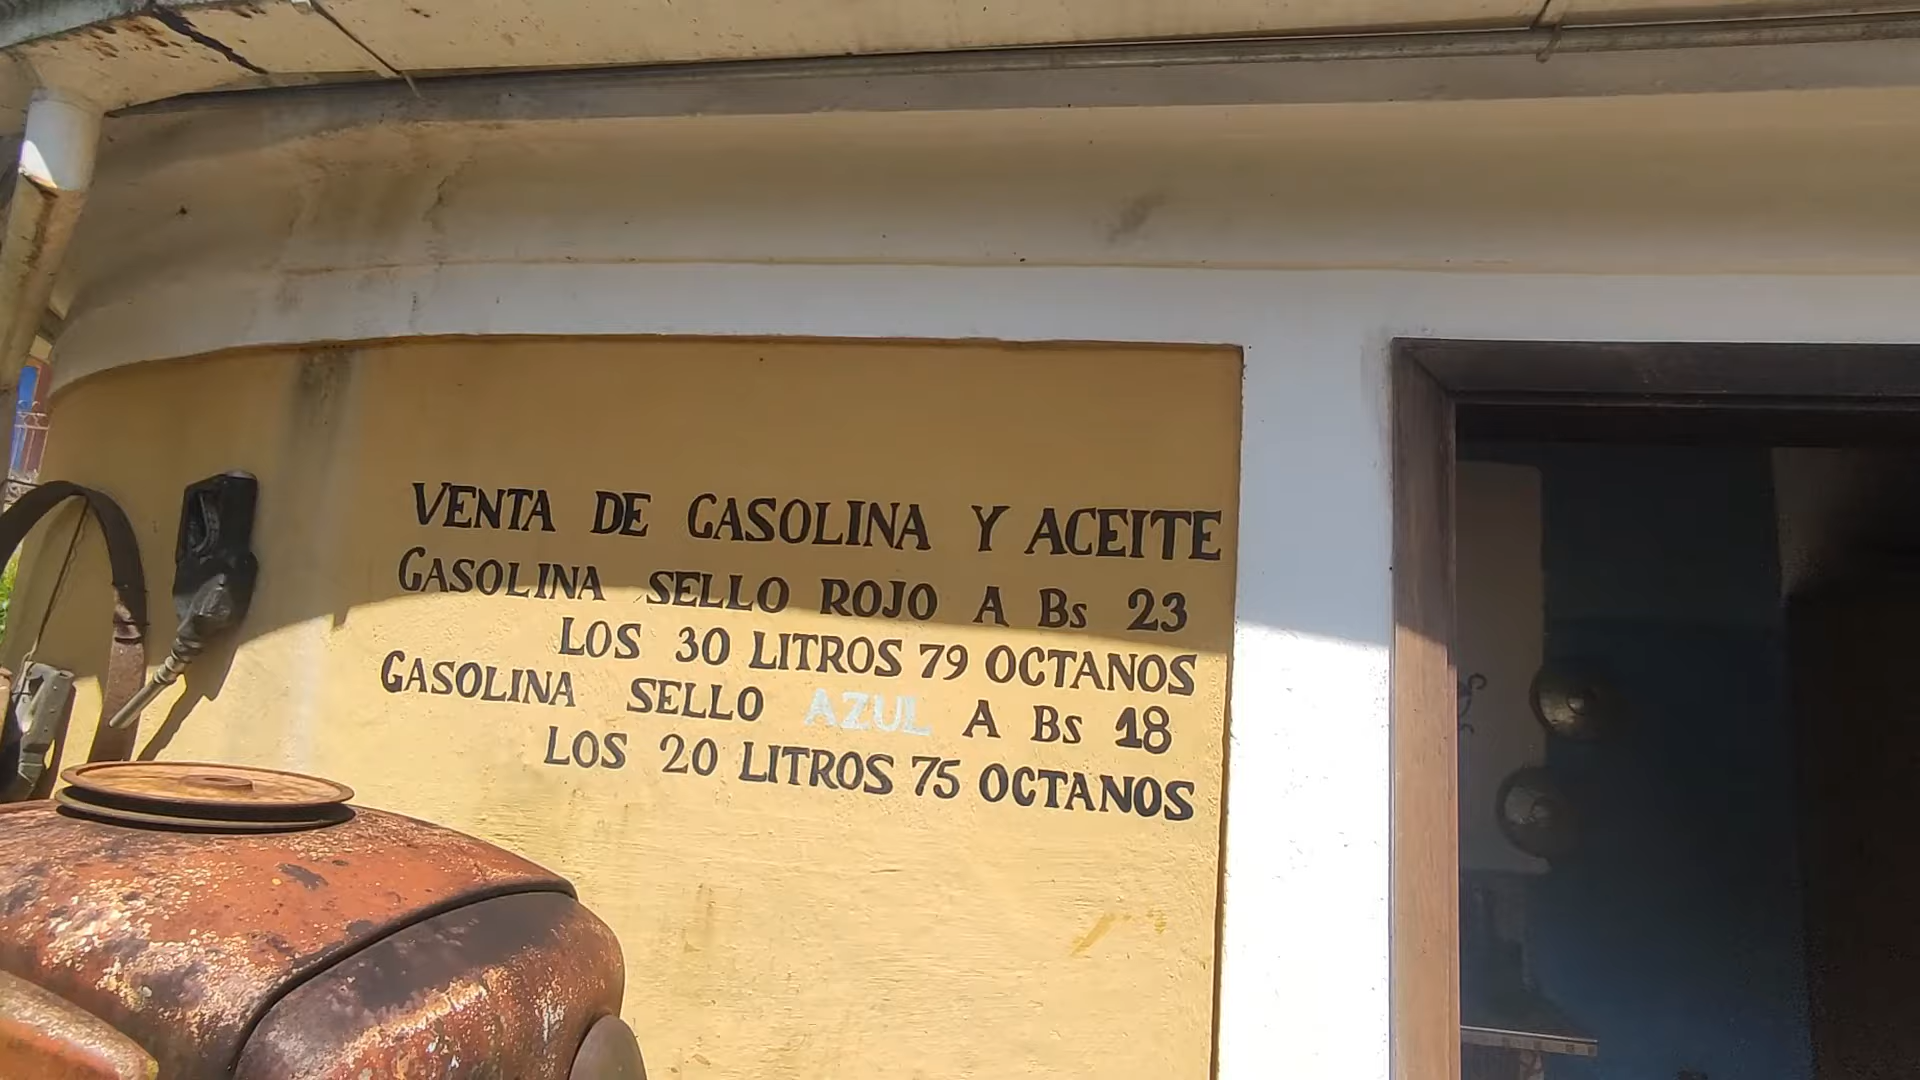 VENTA DE GASOLINA Y ACEITE
GASOLINA SELLO ROJO A Bs 23
LOS 30 LITROS 79 OCTANOS
GASOLINA SELLO AZUL A Bs 18
LOS 20 LITROS 75 OCTANOS